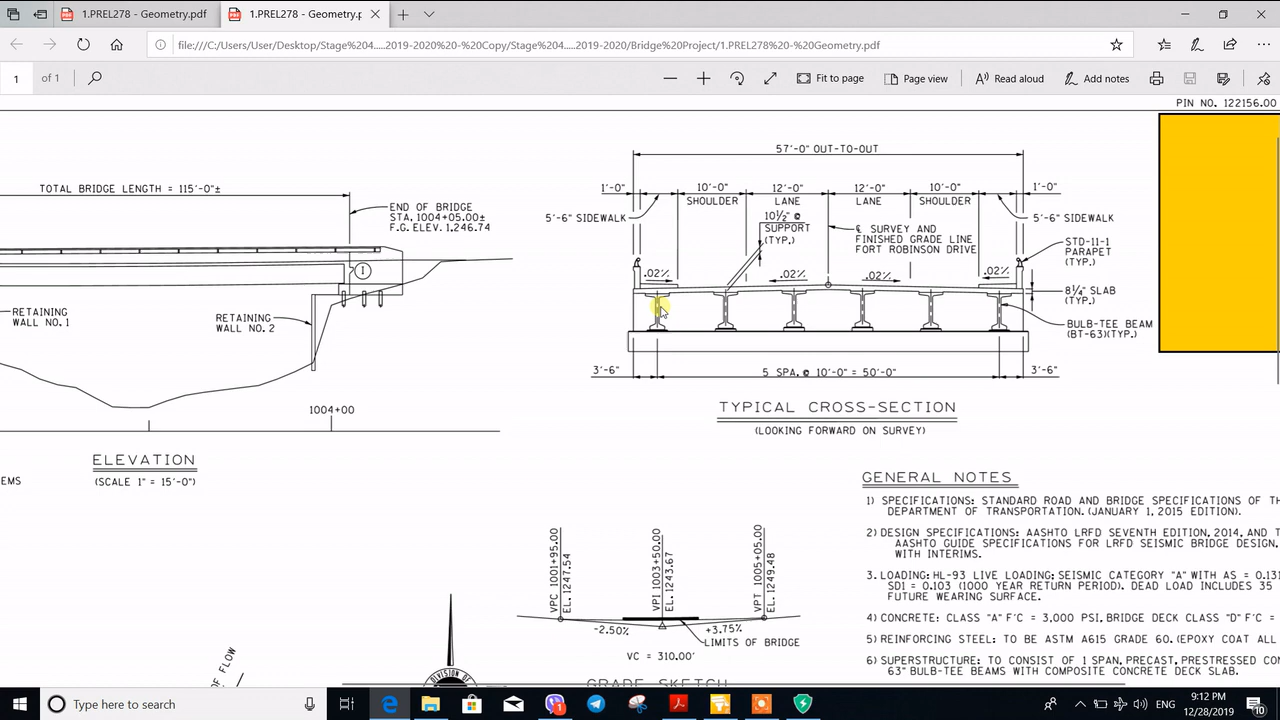 1.PREL278 - Geometry.pdf
1.PREL278 - Geometry.p
file:///C:/Users/User/Desktop/Stage%204.....2019-2020%20-%20Copy/Stage%204.....2019-2020/Bridge%20Project/1.PREL278%20-%20Geometry.pdf
1
of 1
Fit to page
Page view
Read aloud
Add notes
PIN NO. 122156.00
57'-0" OUT-TO-OUT
TOTAL BRIDGE LENGTH = 115'-0"±
END OF BRIDGE
STA. 1004+05.00±
F.G. ELEV. 1,246.74
1
RETAINING
WALL NO.1
RETAINING
WALL NO. 2
1004+00
ELEVATION
(SCALE 1" = 15'-0")
EMS
1'-0"
10'-0"
SHOULDER
12'-0"
LANE
12'-0"
LANE
10'-0"
SHOULDER
1'-0"
5'-6" SIDEWALK
10½" @
SUPPORT
(TYP.)
℄ SURVEY AND
FINISHED GRADE LINE
FORT ROBINSON DRIVE
5'-6" SIDEWALK
STD-11-1
PARAPET
(TYP.)
.02%
.02%
.02%
.02%
8¼" SLAB
(TYP.)
BULB-TEE BEAM
(BT-63)(TYP.)
3'-6"
5 SPA. @ 10'-0" = 50'-0"
3'-6"
TYPICAL CROSS-SECTION
(LOOKING FORWARD ON SURVEY)
GENERAL NOTES
1) SPECIFICATIONS: STANDARD ROAD AND BRIDGE SPECIFICATIONS OF TH
DEPARTMENT OF TRANSPORTATION. (JANUARY 1, 2015 EDITION).
2) DESIGN SPECIFICATIONS: AASHTO LRFD SEVENTH EDITION, 2014, AND T
AASHTO GUIDE SPECIFICATIONS FOR LRFD SEISMIC BRIDGE DESIGN,
WITH INTERIMS.
3. LOADING: HL-93 LIVE LOADING: SEISMIC CATEGORY "A" WITH AS = 0.131
SD1 = 0.103 (1000 YEAR RETURN PERIOD). DEAD LOAD INCLUDES 35
FUTURE WEARING SURFACE.
4) CONCRETE: CLASS "A" F'C = 3,000 PSI, BRIDGE DECK CLASS "D" F'C =
5) REINFORCING STEEL: TO BE ASTM A615 GRADE 60. (EPOXY COAT ALL
6) SUPERSTRUCTURE: TO CONSIST OF 1 SPAN, PRECAST, PRESTRESSED CON
63" BULB-TEE BEAMS WITH COMPOSITE CONCRETE DECK SLAB.
VPC 1001+95.00
EL. 1247.54
VPI 1003+50.00
EL. 1243.67
VPT 1005+05.00
EL. 1249.48
-2.50%
+3.75%
LIMITS OF BRIDGE
VC = 310.00'
GRADE SKETCH
OF FLOW
DIVISION OF
Type here to search
ENG
9:12 PM
12/28/2019
10